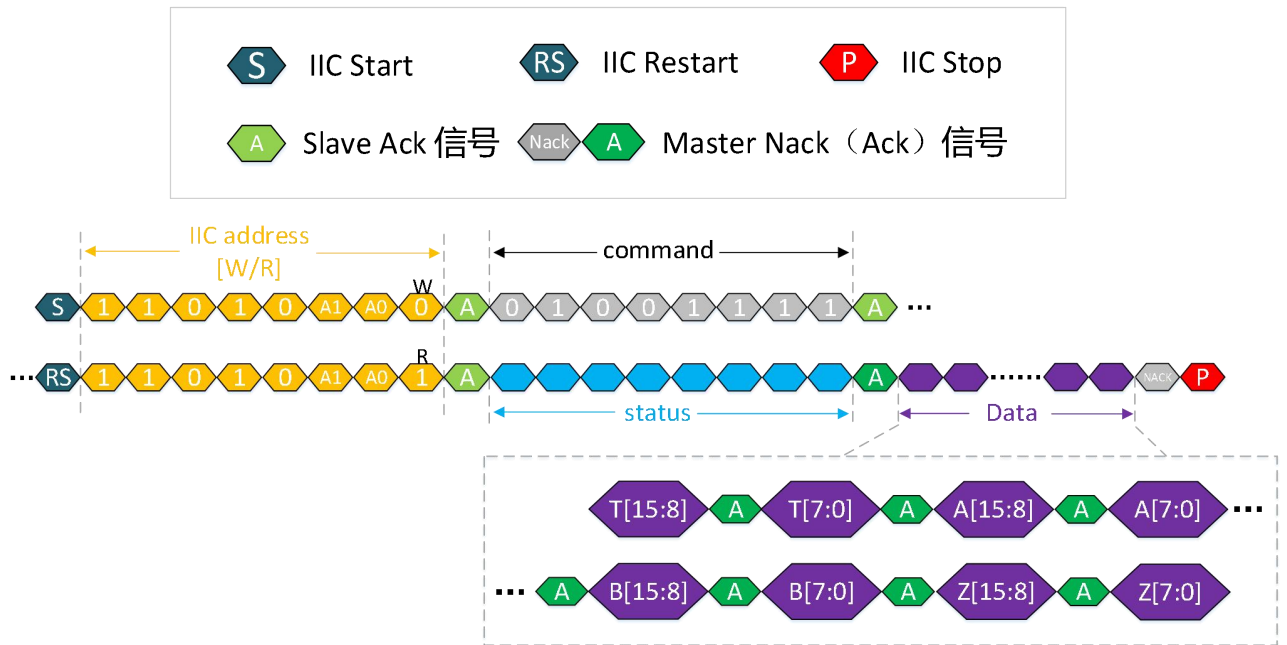 S IIC Start RS IIC Restart P IIC Stop
A Slave Ack 信号 Nack A Master Nack（Ack）信号
IIC address
[W/R]
command
W
S 1 1 0 1 0 A1 A0 0 A 0 1 0 0 1 1 1 1 A ...
R
...RS 1 1 0 1 0 A1 A0 1 A A ...... NACK P
status
Data
T[15:8] A T[7:0] A A[15:8] A A[7:0] ...
... A B[15:8] A B[7:0] A Z[15:8] A Z[7:0]